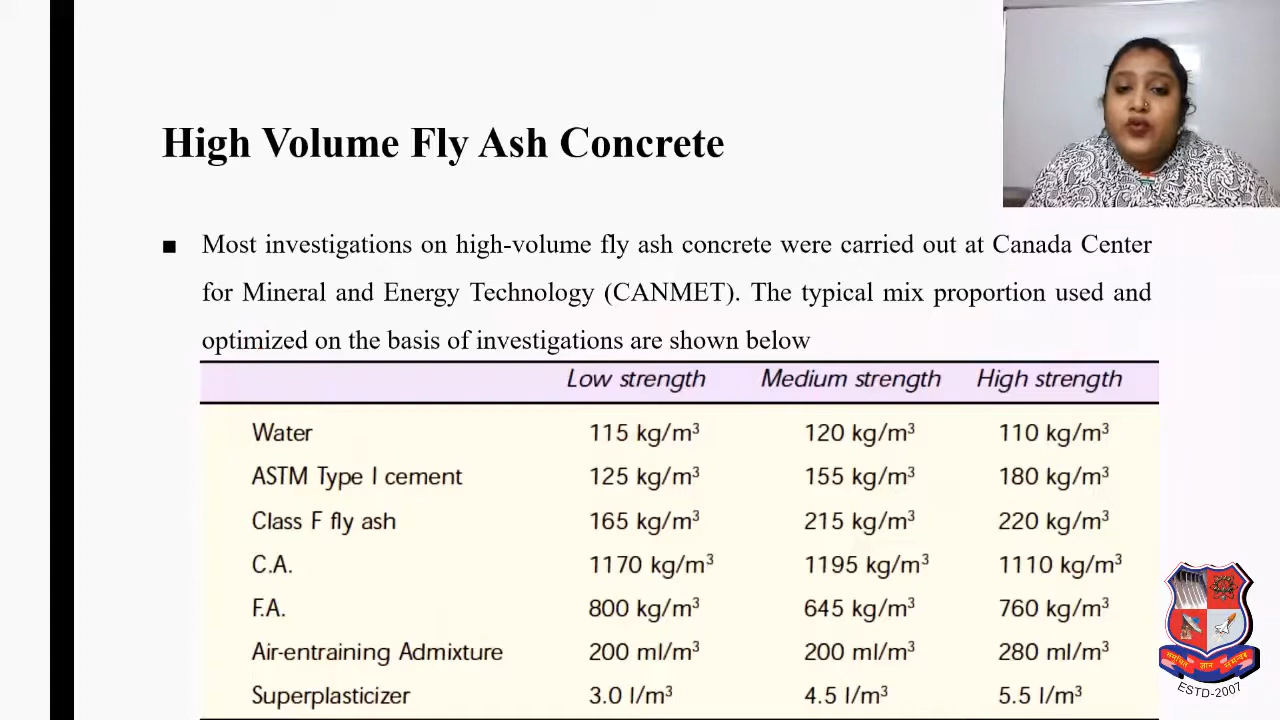 High Volume Fly Ash Concrete
■ Most investigations on high-volume fly ash concrete were carried out at Canada Center
for Mineral and Energy Technology (CANMET). The typical mix proportion used and
optimized on the basis of investigations are shown below
Low strength Medium strength High strength
Water 115 kg/m³ 120 kg/m³ 110 kg/m³
ASTM Type I cement 125 kg/m³ 155 kg/m³ 180 kg/m³
Class F fly ash 165 kg/m³ 215 kg/m³ 220 kg/m³
C.A. 1170 kg/m³ 1195 kg/m³ 1110 kg/m³
F.A. 800 kg/m³ 645 kg/m³ 760 kg/m³
Air-entraining Admixture 200 ml/m³ 200 ml/m³ 280 ml/m³
Superplasticizer 3.0 l/m³ 4.5 l/m³ 5.5 l/m³
ज्ञान
ESTD-2007